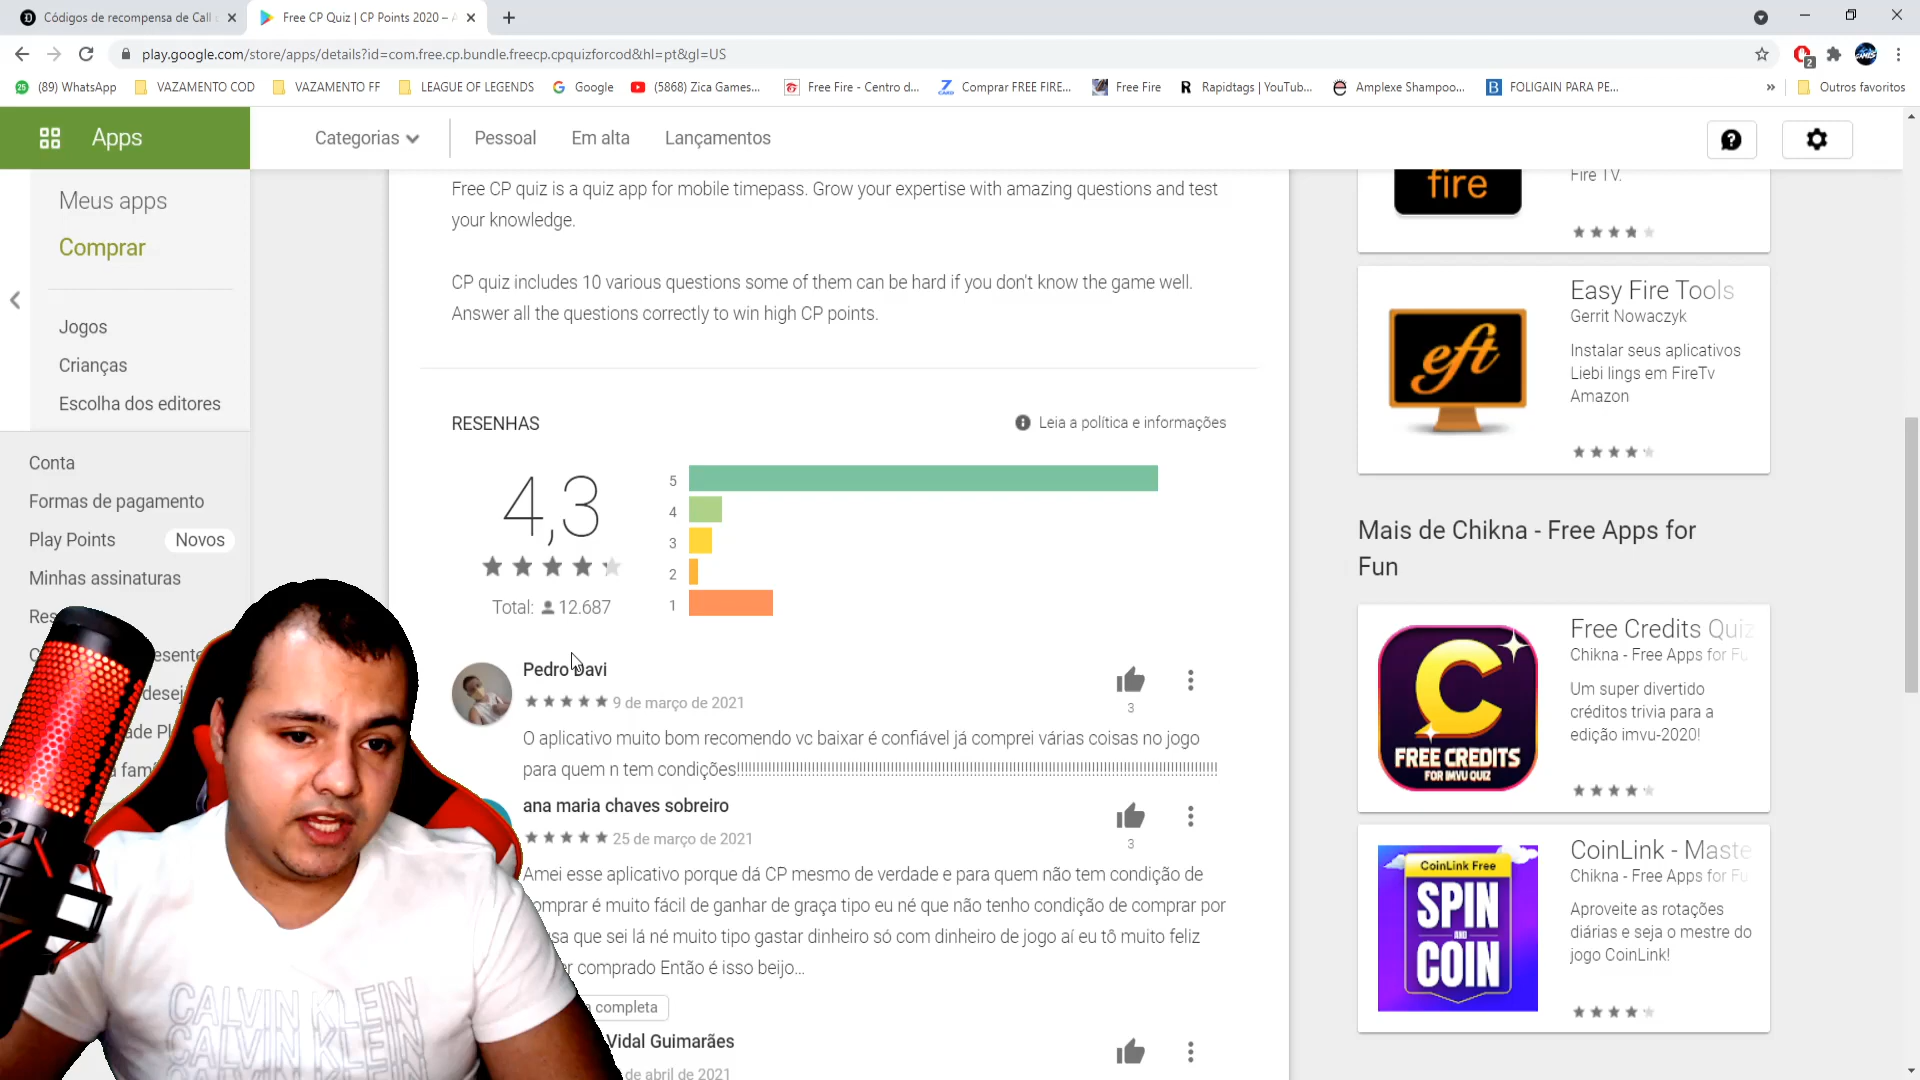 Códigos de recompensa de Call
Free CP Quiz | CP Points 2020 –
play.google.com/store/apps/details?id=com.free.cp.bundle.freecp.cpquizforcod&hl=pt&gl=US
2
25 (89) WhatsApp
VAZAMENTO COD
VAZAMENTO FF
LEAGUE OF LEGENDS
Google
(5868) Zica Games...
Free Fire - Centro d...
Comprar FREE FIRE...
Free Fire
Rapidtags | YouTub...
Amplexe Shampoo...
FOLIGAIN PARA PE...
Outros favoritos
Apps
Categorias
Pessoal
Em alta
Lançamentos
Meus apps
Comprar
Jogos
Crianças
Escolha dos editores
Conta
Formas de pagamento
Play Points
Novos
Minhas assinaturas
Free CP quiz is a quiz app for mobile timepass. Grow your expertise with amazing questions and test
your knowledge.
CP quiz includes 10 various questions some of them can be hard if you don't know the game well.
Answer all the questions correctly to win high CP points.
RESENHAS
Leia a política e informações
4,3
Total: 12.687
5
4
3
2
1
Pedro Davi
9 de março de 2021
3
O aplicativo muito bom recomendo vc baixar é confiável já comprei várias coisas no jogo
para quem n tem condições!!!!!!!!!!!!!!!!!!!!!!!!!!!!!!!!!!!!!!!!!!!!!!!!!!!!!!!!!!!!!!!!!!!!!!!!!!!!!!!!!!!!!!!!!!!!!!!!!!!!!!!!!!!!
ana maria chaves sobreiro
25 de março de 2021
3
Amei esse aplicativo porque dá CP mesmo de verdade e para quem não tem condição de
é muito fácil de ganhar de graça tipo eu né que não tenho condição de comprar por
que sei lá né muito tipo gastar dinheiro só com dinheiro de jogo aí eu tô muito feliz
comprado Então é isso beijo...
completa
Vidal Guimarães
de abril de 2021
fire
Fire TV.
eft
Easy Fire Tools
Gerrit Nowaczyk
Instalar seus aplicativos
Liebi lings em FireTv
Amazon
Mais de Chikna - Free Apps for
Fun
C
FREE CREDITS
FOR IMVU QUIZ
Free Credits Quiz
Chikna - Free Apps for Fu
Um super divertido
créditos trivia para a
edição imvu-2020!
CoinLink Free
SPIN
AND
COIN
CoinLink - Maste
Chikna - Free Apps for Fu
Aproveite as rotações
diárias e seja o mestre do
jogo CoinLink!
CALVIN KLEIN
CALVIN KLEIN
CALVIN KLEIN